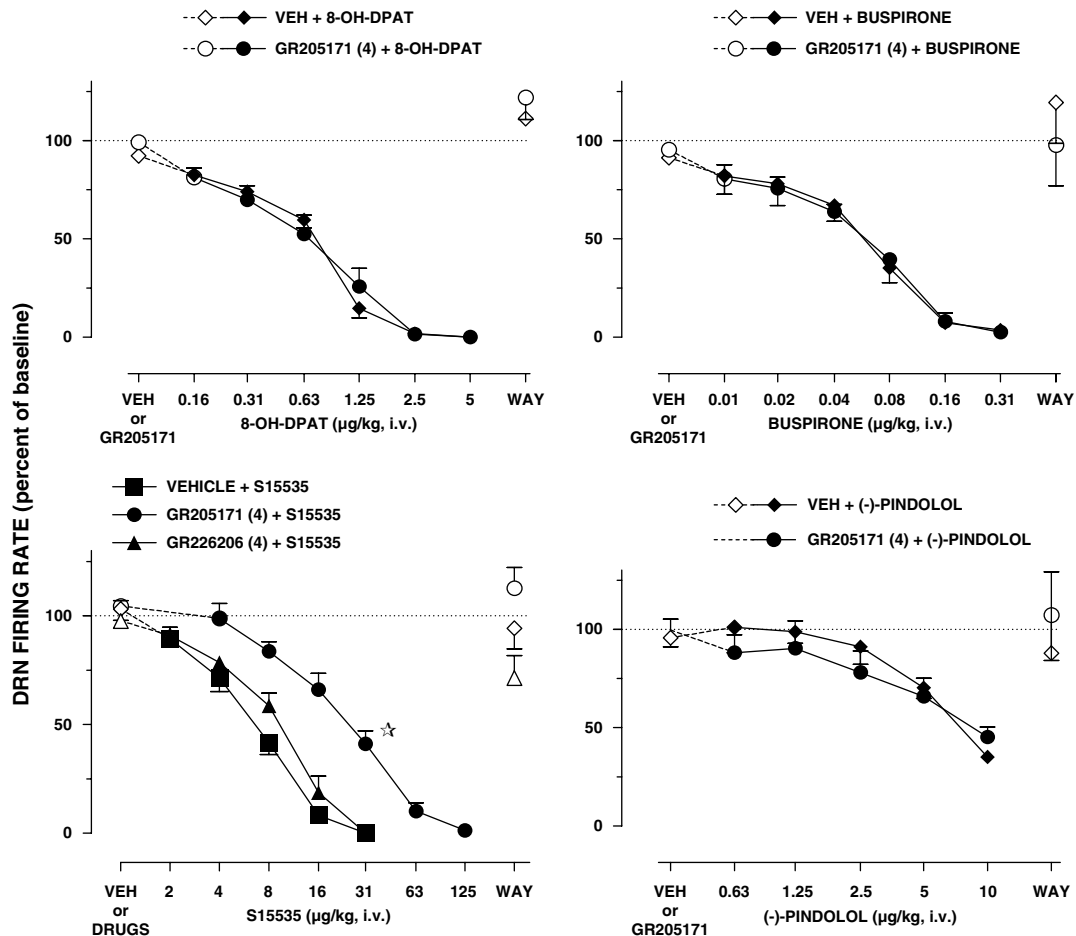 VEH + 8-OH-DPAT
GR205171 (4) + 8-OH-DPAT
100
50
0
VEH
or
GR205171
0.16 0.31 0.63 1.25 2.5 5 WAY
8-OH-DPAT (µg/kg, i.v.)
VEH + BUSPIRONE
GR205171 (4) + BUSPIRONE
100
50
0
VEH
or
GR205171
0.01 0.02 0.04 0.08 0.16 0.31 WAY
BUSPIRONE (µg/kg, i.v.)
DRN FIRING RATE (percent of baseline)
VEHICLE + S15535
GR205171 (4) + S15535
GR226206 (4) + S15535
100
50
0
VEH
or
DRUGS
2 4 8 16 31 63 125 WAY
S15535 (µg/kg, i.v.)
VEH + (-)-PINDOLOL
GR205171 (4) + (-)-PINDOLOL
100
50
0
VEH
or
GR205171
0.63 1.25 2.5 5 10 WAY
(-)-PINDOLOL (µg/kg, i.v.)